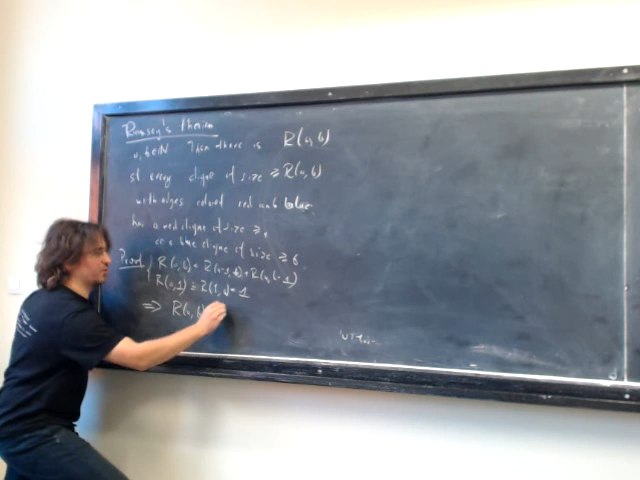 Ramsey's theorem
a, b∈N Then there is R(a, b)
st every clique of size ≥ R(a, b)
with edges colored red and blue
has a red clique of size ≥ a
or a blue clique of size ≥ b
Proof R(a, b) = R(a-1, b) + R(a, b-1)
R(a, 1) = R(1, b) = 1
⇒ R(a, b)